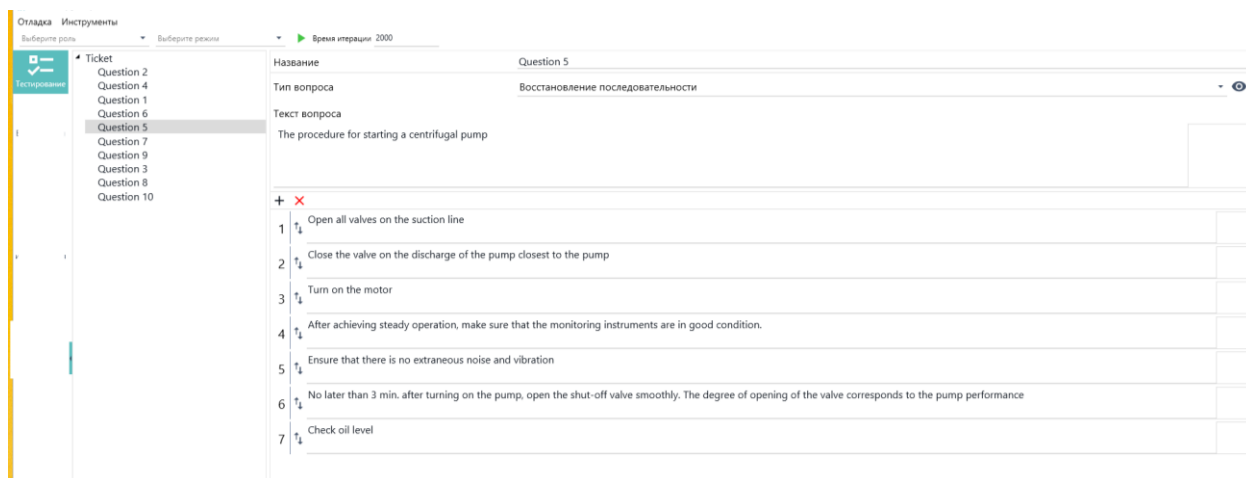 Отладка Инструменты
Выберите роль Выберите режим Время итерации 2000
Тестирование
Ticket
Question 2
Question 4
Question 1
Question 6
Question 5
Question 7
Question 9
Question 3
Question 8
Question 10
Название Question 5
Тип вопроса Восстановление последовательности
Текст вопроса
The procedure for starting a centrifugal pump
1 Open all valves on the suction line
2 Close the valve on the discharge of the pump closest to the pump
3 Turn on the motor
4 After achieving steady operation, make sure that the monitoring instruments are in good condition.
5 Ensure that there is no extraneous noise and vibration
6 No later than 3 min. after turning on the pump, open the shut-off valve smoothly. The degree of opening of the valve corresponds to the pump performance
7 Check oil level